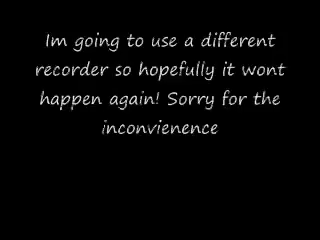 Im going to use a different
recorder so hopefully it wont
happen again! Sorry for the
inconvienence